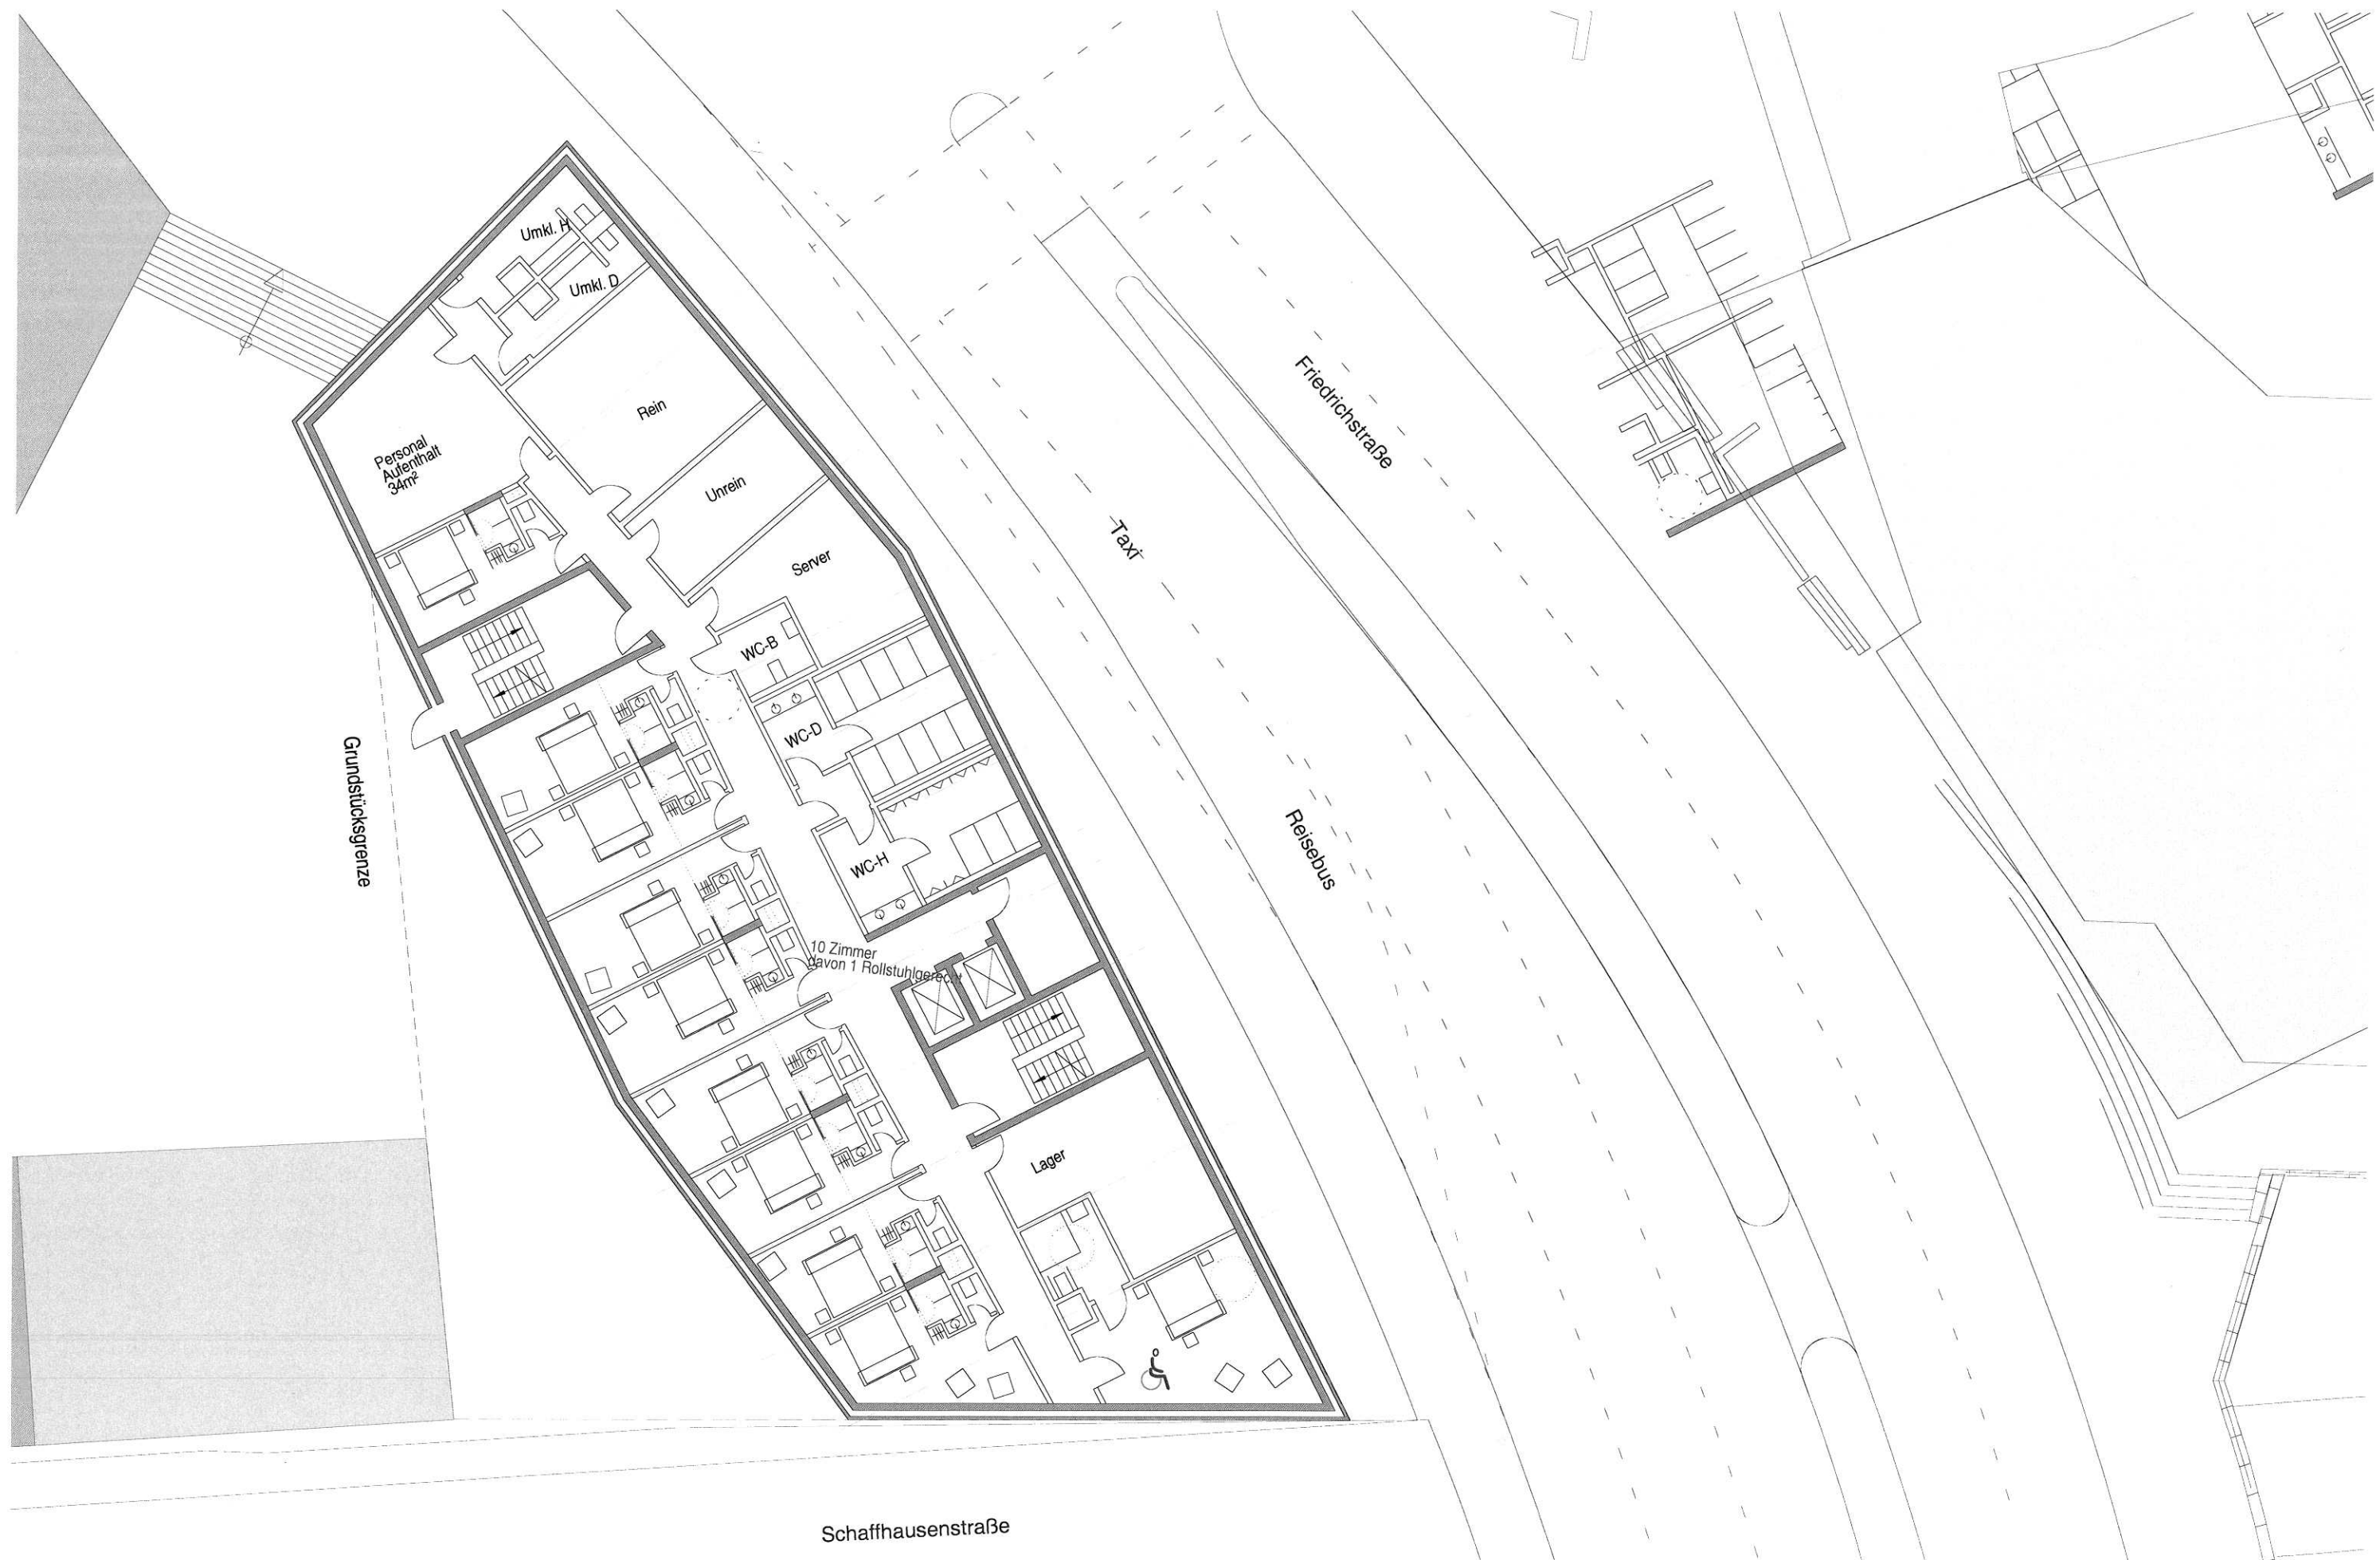 Umkl. H
Umkl. D
Rein
Personal
Aufenthalt
34m²
Unrein
Server
WC-B
WC-D
WC-H
10 Zimmer
davon 1 Rollstuhlgerecht
Lager
Grundstücksgrenze
Friedrichstraße
Taxi
Reisebus
Schaffhausenstraße